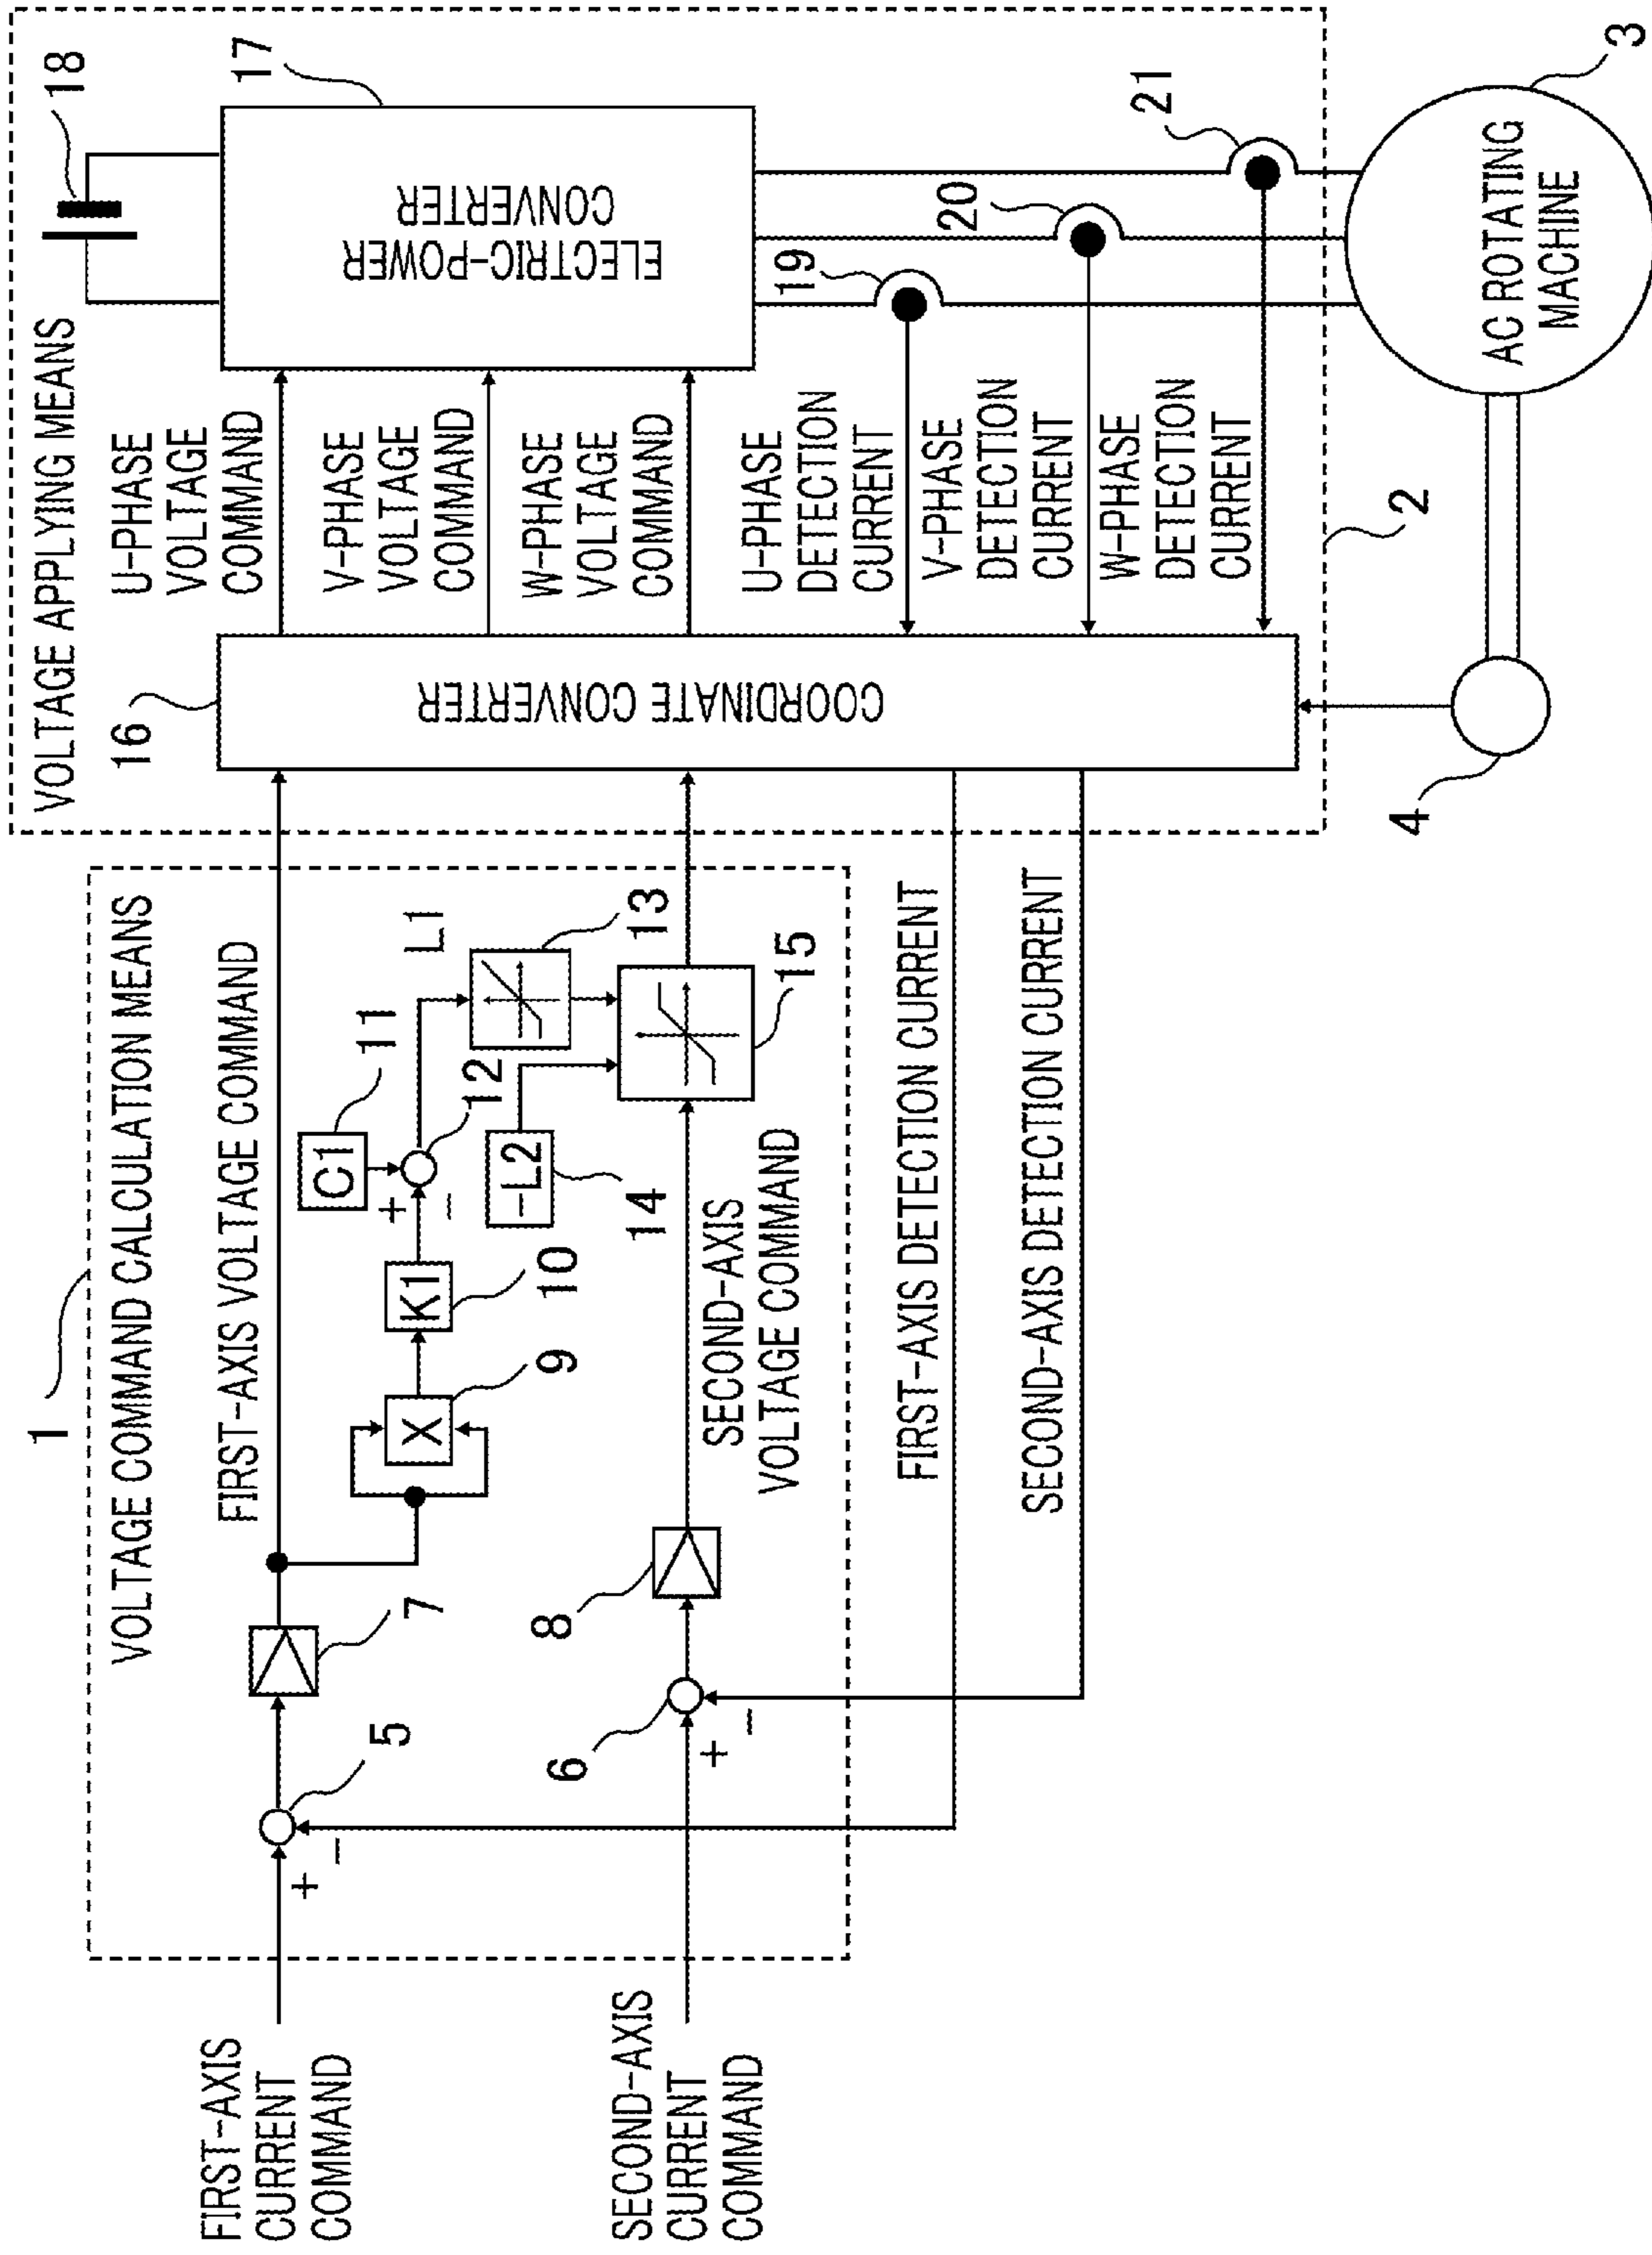 1
VOLTAGE COMMAND CALCULATION MEANS
FIRST-AXIS
CURRENT
COMMAND
+
−
5
7
FIRST-AXIS VOLTAGE COMMAND
X
9
K1
10
C1
11
+
−
12
L1
13
-L2
14
15
SECOND-AXIS
CURRENT
COMMAND
+
−
6
8
SECOND-AXIS
VOLTAGE COMMAND
FIRST-AXIS DETECTION CURRENT
SECOND-AXIS DETECTION CURRENT
VOLTAGE APPLYING MEANS
16
COORDINATE CONVERTER
U-PHASE
VOLTAGE
COMMAND
V-PHASE
VOLTAGE
COMMAND
W-PHASE
VOLTAGE
COMMAND
U-PHASE
DETECTION
CURRENT
V-PHASE
DETECTION
CURRENT
W-PHASE
DETECTION
CURRENT
18
17
ELECTRIC-POWER
CONVERTER
19
20
21
2
AC ROTATING
MACHINE
3
4